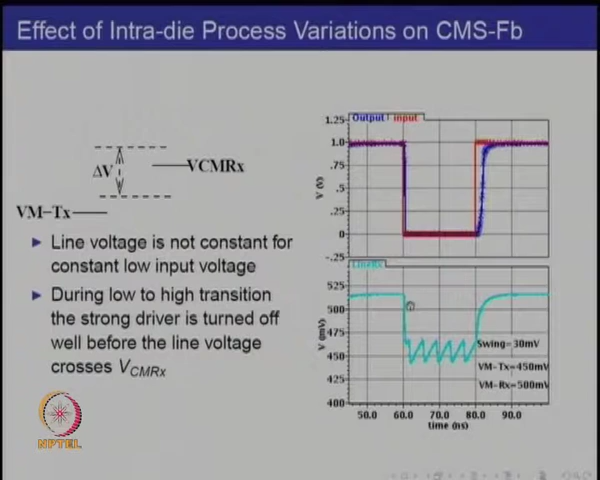 Effect of Intra-die Process Variations on CMS-Fb
ΔV
VCMRx
VM-Tx
Line voltage is not constant for
constant low input voltage
During low to high transition
the strong driver is turned off
well before the line voltage
crosses VCMRx
Output input
1.25
1.0
.75
.5
.25
0
-.25
V (V)
LineRx
525
500
475
450
425
400
V (mV)
Swing=30mV
VM-Tx=450mV
VM-Rx=500mV
50.0 60.0 70.0 80.0 90.0
time (ns)
NPTEL